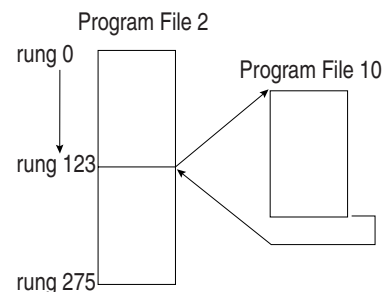 Program File 2
rung 0
Program File 10
rung 123
rung 275